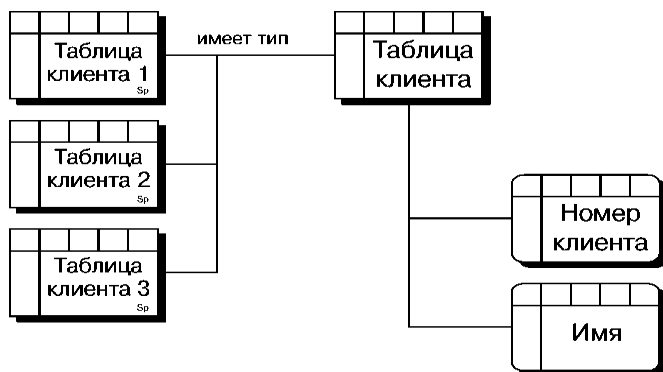 Таблица
клиента 1
Sp
имеет тип
Таблица
клиента
Таблица
клиента 2
Sp
Таблица
клиента 3
Sp
Номер
клиента
Имя